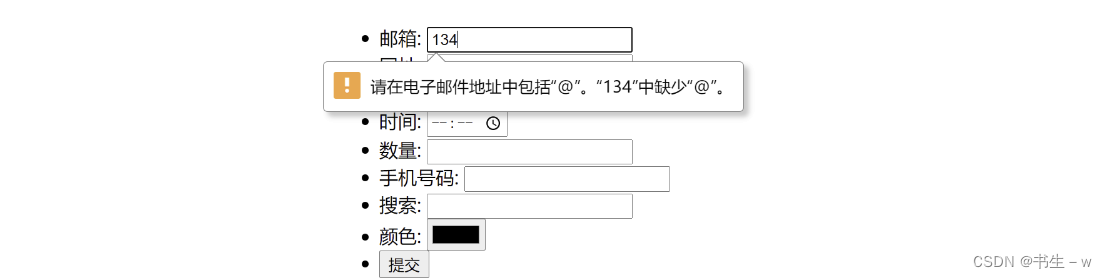 邮箱: 134
请在电子邮件地址中包括“@”。“134”中缺少“@”。
时间: --:--
数量:
手机号码:
搜索:
颜色:
提交
CSDN @书生－w